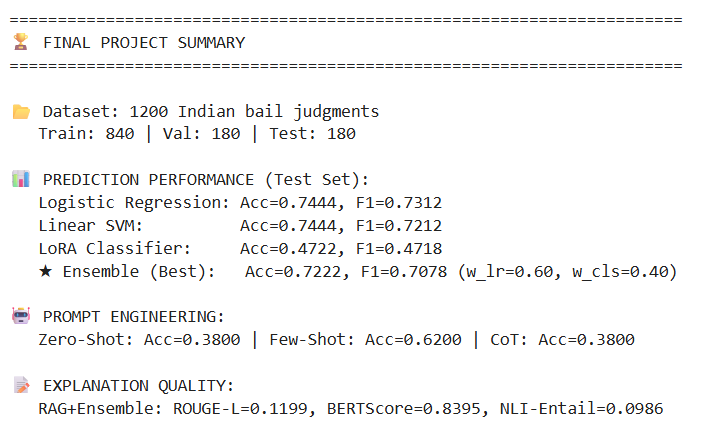 ======================================================================
🏆 FINAL PROJECT SUMMARY
======================================================================
📂 Dataset: 1200 Indian bail judgments
Train: 840 | Val: 180 | Test: 180
📊 PREDICTION PERFORMANCE (Test Set):
Logistic Regression: Acc=0.7444, F1=0.7312
Linear SVM: Acc=0.7444, F1=0.7212
LoRA Classifier: Acc=0.4722, F1=0.4718
★ Ensemble (Best): Acc=0.7222, F1=0.7078 (w_lr=0.60, w_cls=0.40)
🤖 PROMPT ENGINEERING:
Zero-Shot: Acc=0.3800 | Few-Shot: Acc=0.6200 | CoT: Acc=0.3800
📝 EXPLANATION QUALITY:
RAG+Ensemble: ROUGE-L=0.1199, BERTScore=0.8395, NLI-Entail=0.0986